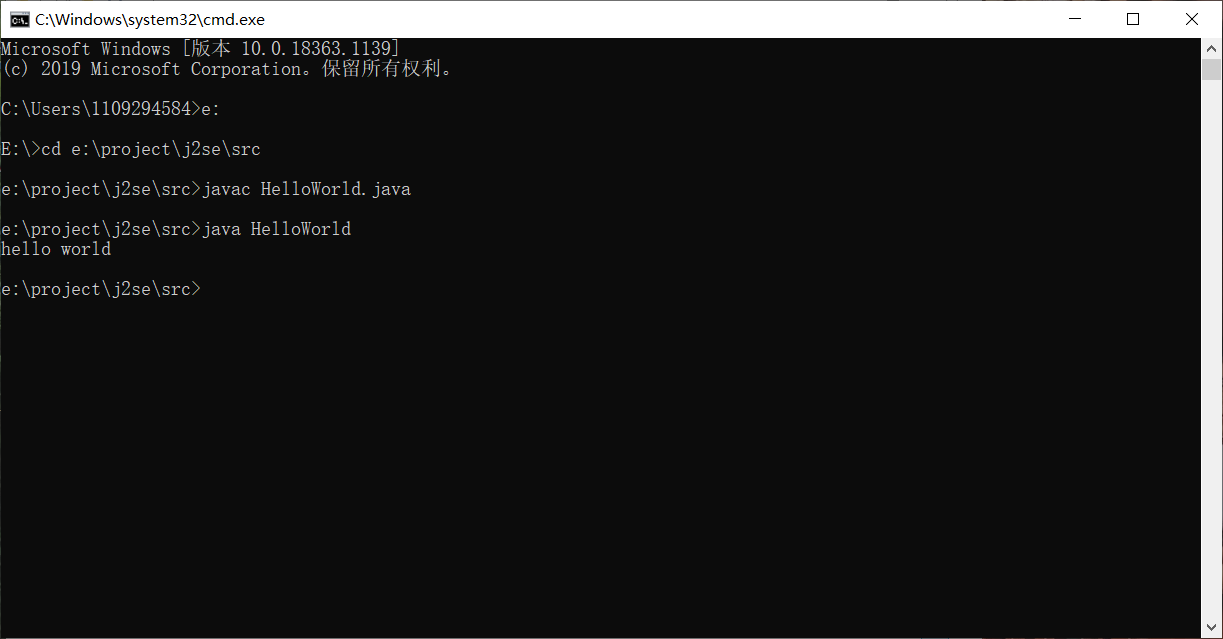 C:\Windows\system32\cmd.exe
Microsoft Windows [版本 10.0.18363.1139]
(c) 2019 Microsoft Corporation。保留所有权利。
C:\Users\1109294584>e:
E:\>cd e:\project\j2se\src
e:\project\j2se\src>javac HelloWorld.java
e:\project\j2se\src>java HelloWorld
hello world
e:\project\j2se\src>